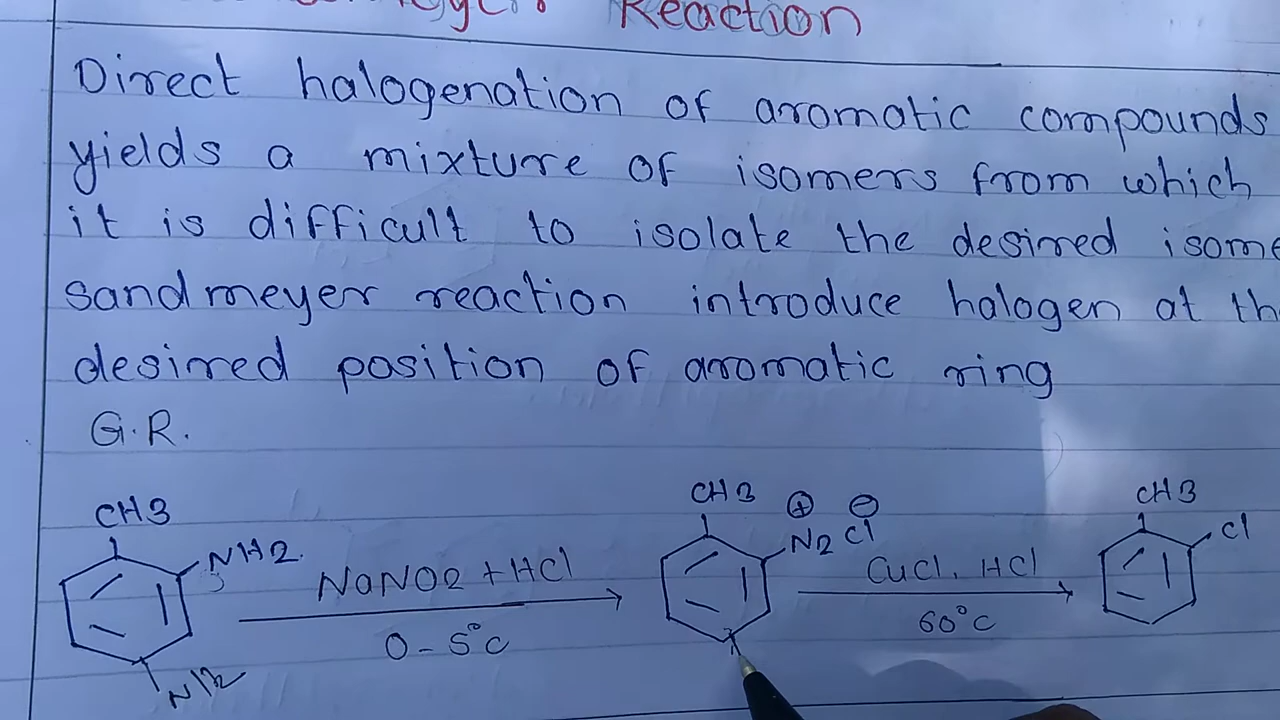 Reaction
Direct halogenation of aromatic compounds
yields a mixture of isomers from which
it is difficult to isolate the desired isome
sandmeyer reaction introduce halogen at th
desired position of aromatic ring
G.R.
CH3 CH3 ⊕ ⊖ CH3
NH2 NaNO2 + HCl N2 Cl CuCl, HCl Cl
0-5°C 60°C